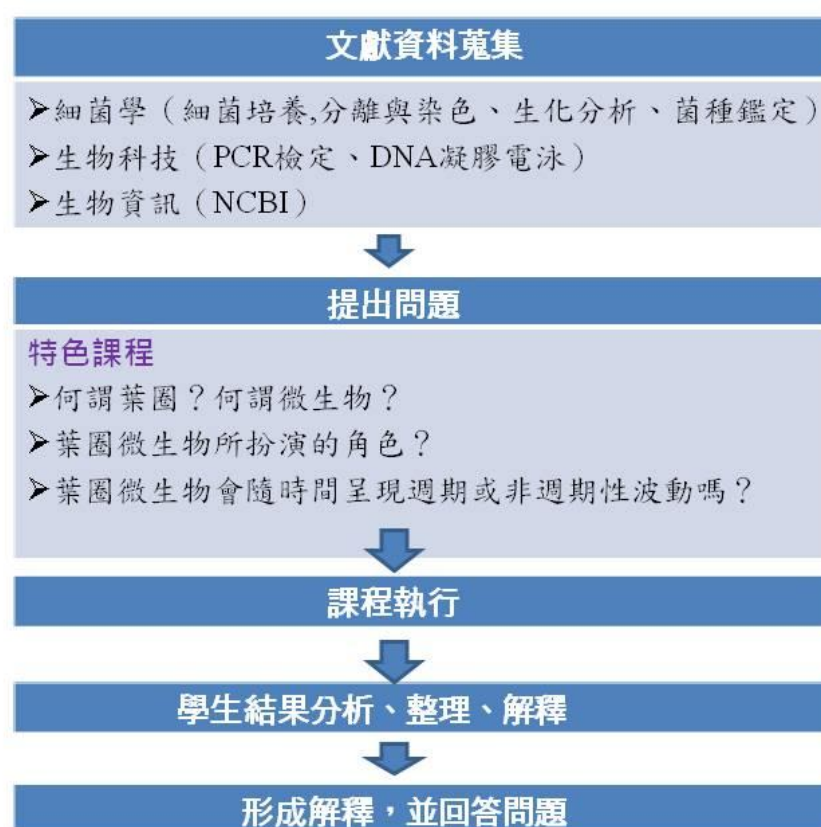 文獻資料蒐集
➢細菌學（細菌培養,分離與染色、生化分析、菌種鑑定）
➢生物科技（PCR檢定、DNA凝膠電泳）
➢生物資訊（NCBI）
提出問題
特色課程
➢何謂葉圈？何謂微生物？
➢葉圈微生物所扮演的角色？
➢葉圈微生物會隨時間呈現週期或非週期性波動嗎？
課程執行
學生結果分析、整理、解釋
形成解釋，並回答問題